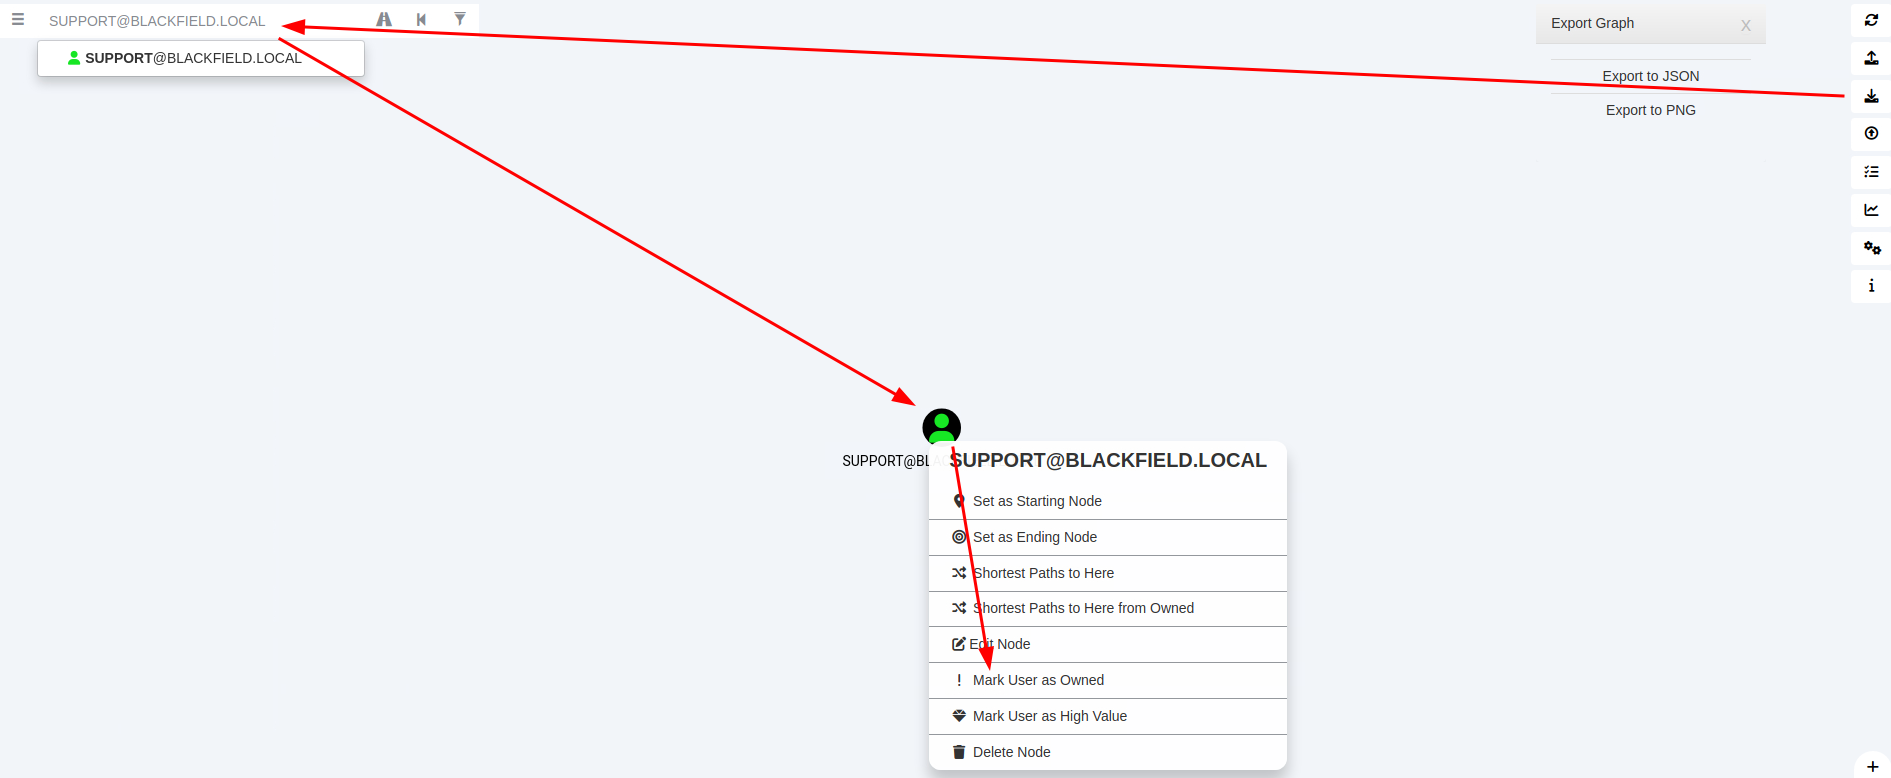 SUPPORT@BLACKFIELD.LOCAL
SUPPORT@BLACKFIELD.LOCAL
Export Graph
X
Export to JSON
Export to PNG
SUPPORT@BLA
SUPPORT@BLACKFIELD.LOCAL
Set as Starting Node
Set as Ending Node
Shortest Paths to Here
Shortest Paths to Here from Owned
Edit Node
Mark User as Owned
Mark User as High Value
Delete Node